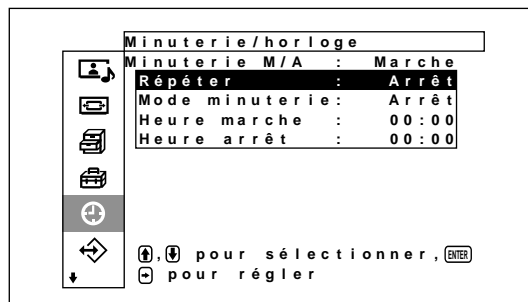 Minuterie/horloge
Minuterie M/A : Marche
Répéter : Arrêt
Mode minuterie: Arrêt
Heure marche : 00:00
Heure arrêt : 00:00
, pour sélectionner, ENTER
pour régler